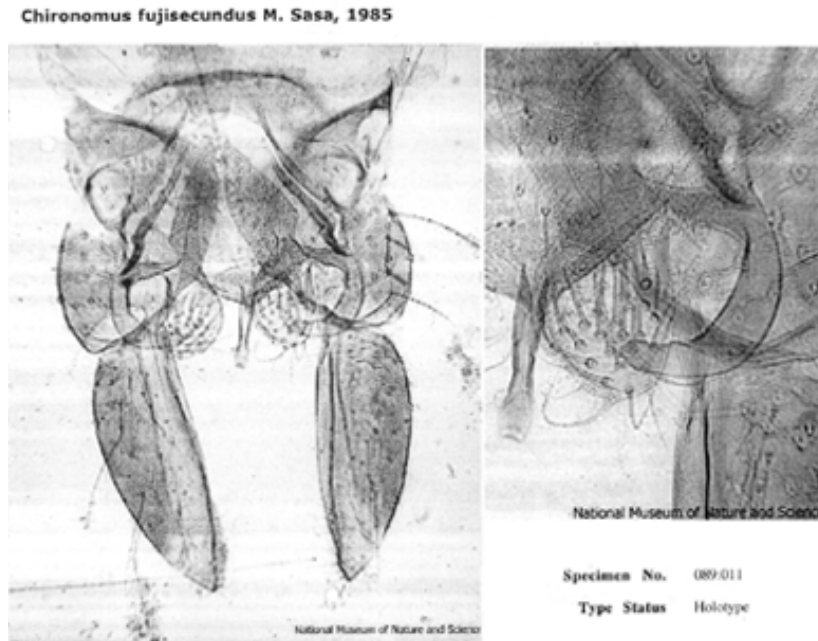 Chironomus fujisecundus M. Sasa, 1985
National Museum of Nature and Science
National Museum of Nature and Science
Specimen No. 089:011
Type Status Holotype